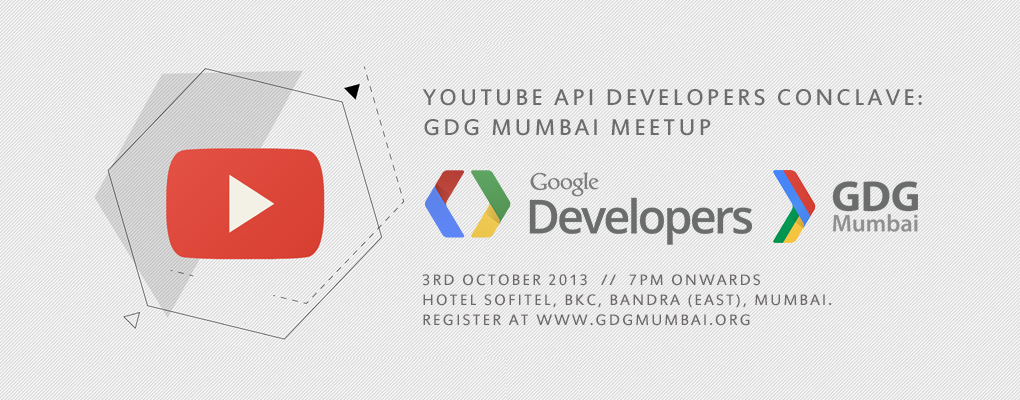 YOUTUBE API DEVELOPERS CONCLAVE:
GDG MUMBAI MEETUP
Google
Developers
GDG
Mumbai
3RD OCTOBER 2013 // 7PM ONWARDS
HOTEL SOFITEL, BKC, BANDRA (EAST), MUMBAI.
REGISTER AT WWW.GDGMUMBAI.ORG